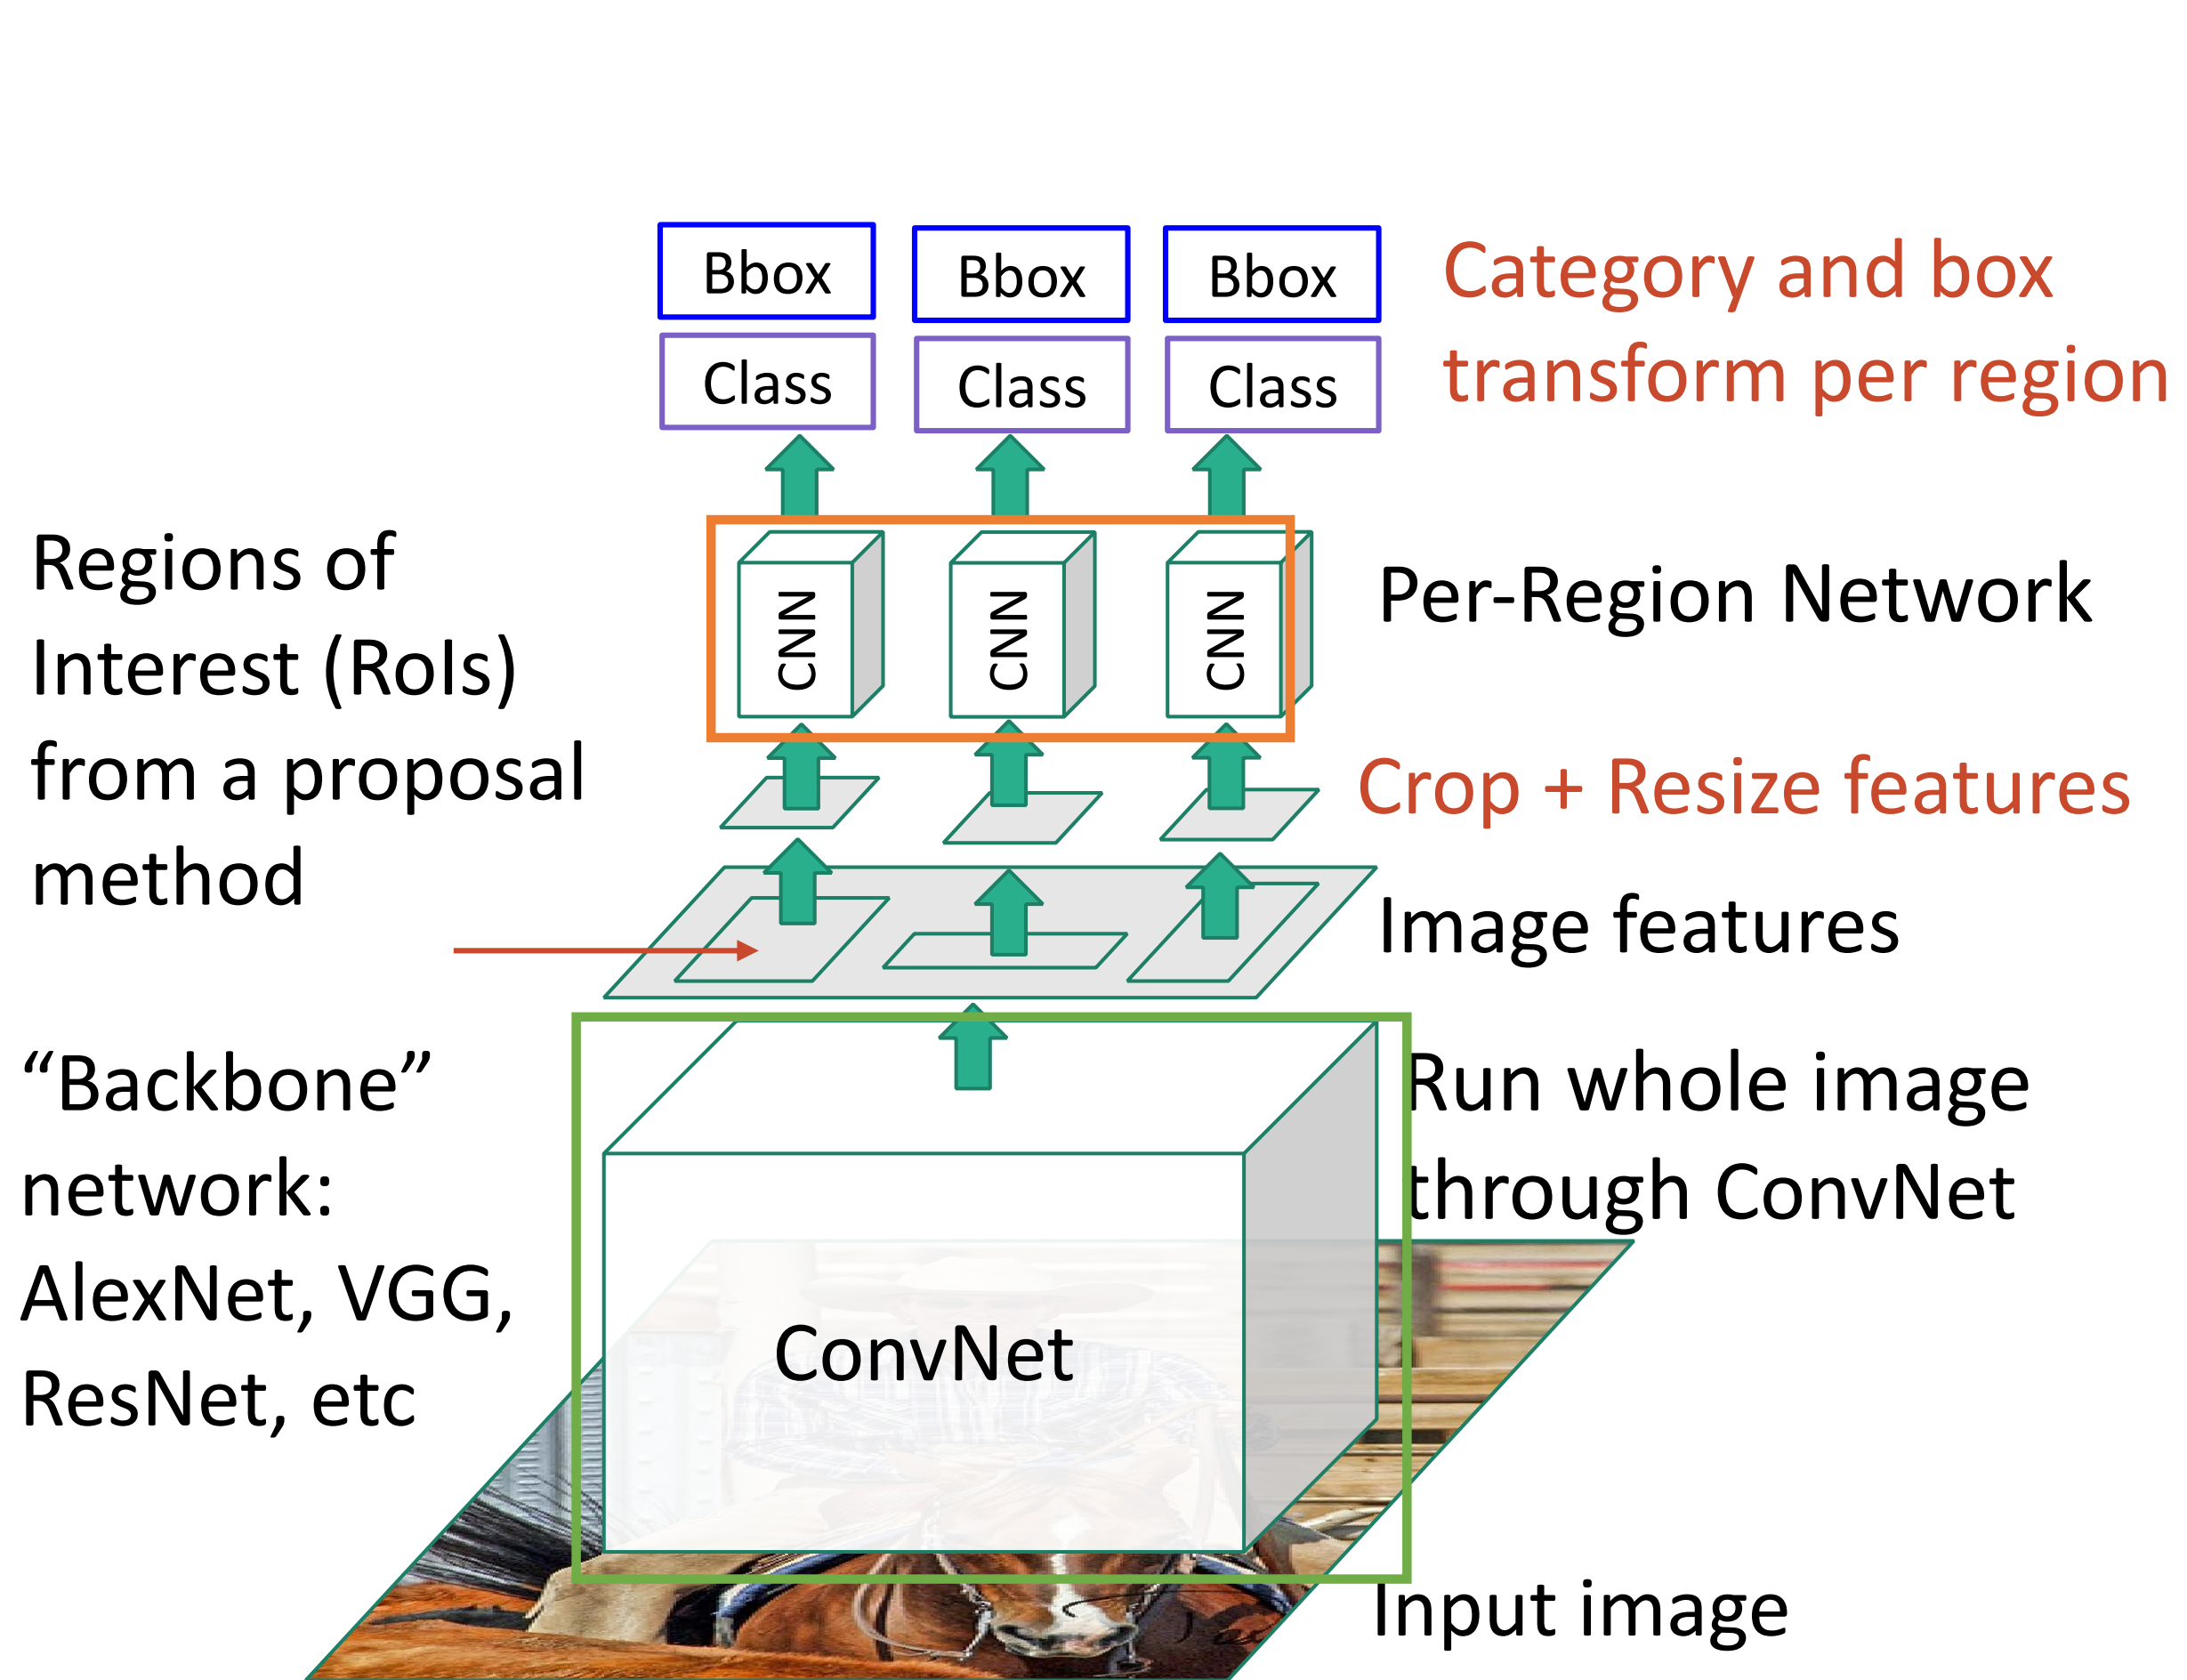 Bbox
Bbox
Bbox
Class
Class
Class
Category and box
transform per region
Regions of
Interest (RoIs)
from a proposal
method
CNN
CNN
CNN
Per-Region Network
Crop + Resize features
Image features
“Backbone”
network:
AlexNet, VGG,
ResNet, etc
Run whole image
through ConvNet
ConvNet
Input image